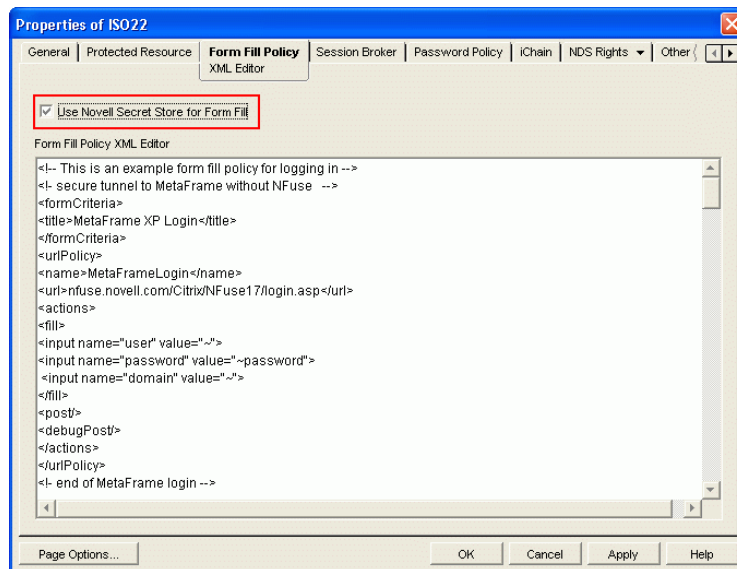 Properties of ISO22
General | Protected Resource | Form Fill Policy | Session Broker | Password Policy | iChain | NDS Rights | Other
XML Editor
Use Novell Secret Store for Form Fill
Form Fill Policy XML Editor
<!-- This is an example form fill policy for logging in -->
<!- secure tunnel to MetaFrame without NFuse   -->
<formCriteria>
<title>MetaFrame XP Login</title>
</formCriteria>
<urlPolicy>
<name>MetaFrameLogin</name>
<url>nfuse.novell.com/Citrix/NFuse17/login.asp</url>
<actions>
<fill>
<input name="user" value="~">
<input name="password" value="~password">
<input name="domain" value="~">
</fill>
<post/>
<debugPost/>
</actions>
</urlPolicy>
<!- end of MetaFrame login -->
Page Options... OK Cancel Apply Help